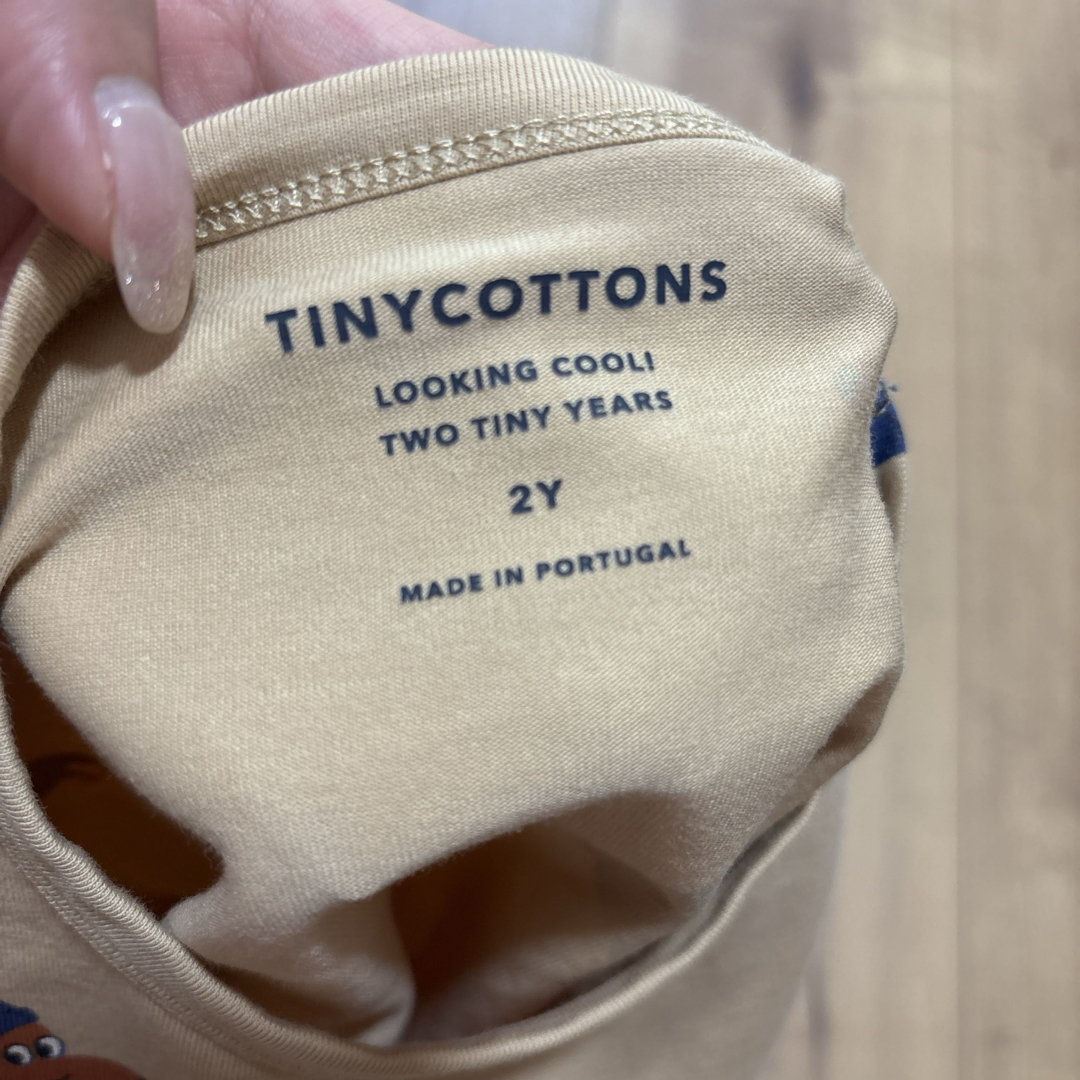 TINYCOTTONS
LOOKING COOL!
TWO TINY YEARS
2Y
MADE IN PORTUGAL